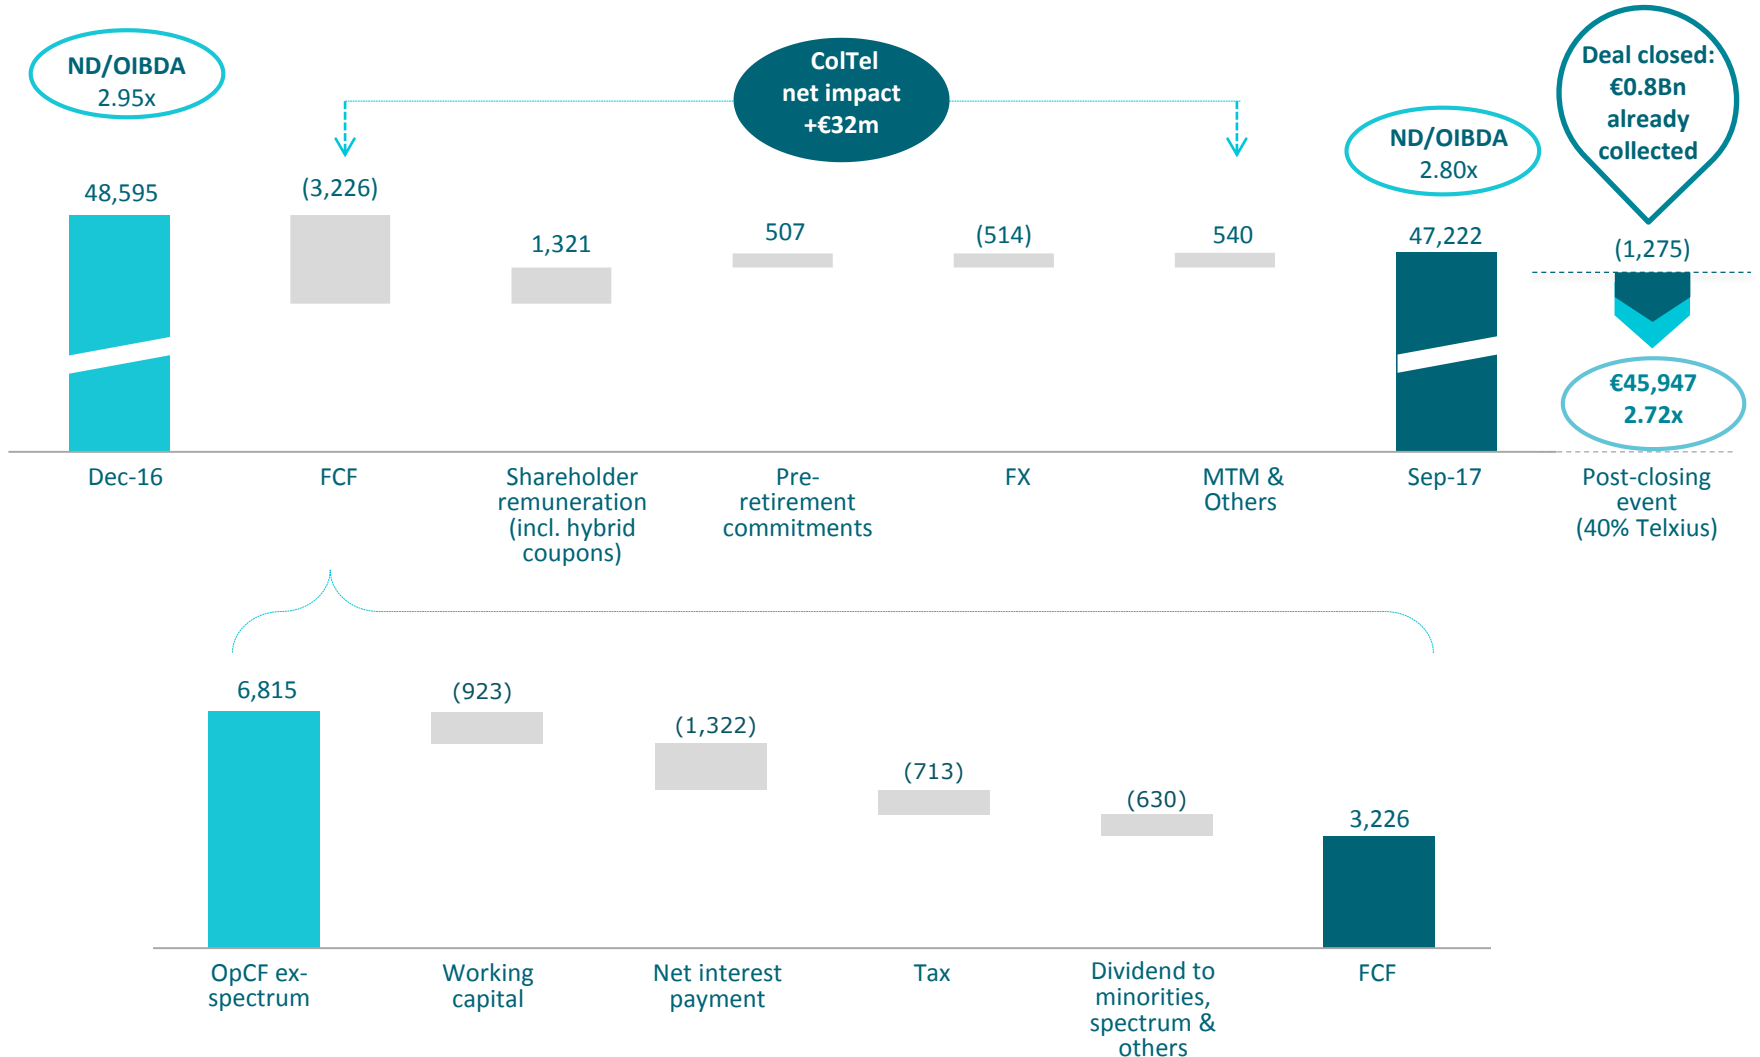 ND/OIBDA
2.95x
ColTel
net impact
+€32m
ND/OIBDA
2.80x
Deal closed:
€0.8Bn
already
collected
48,595
(3,226)
1,321
507
(514)
540
47,222
(1,275)
€45,947
2.72x
Dec-16
FCF
Shareholder
remuneration
(incl. hybrid
coupons)
Pre-
retirement
commitments
FX
MTM &
Others
Sep-17
Post-closing
event
(40% Telxius)
6,815
(923)
(1,322)
(713)
(630)
3,226
OpCF ex-
spectrum
Working
capital
Net interest
payment
Tax
Dividend to
minorities,
spectrum &
others
FCF